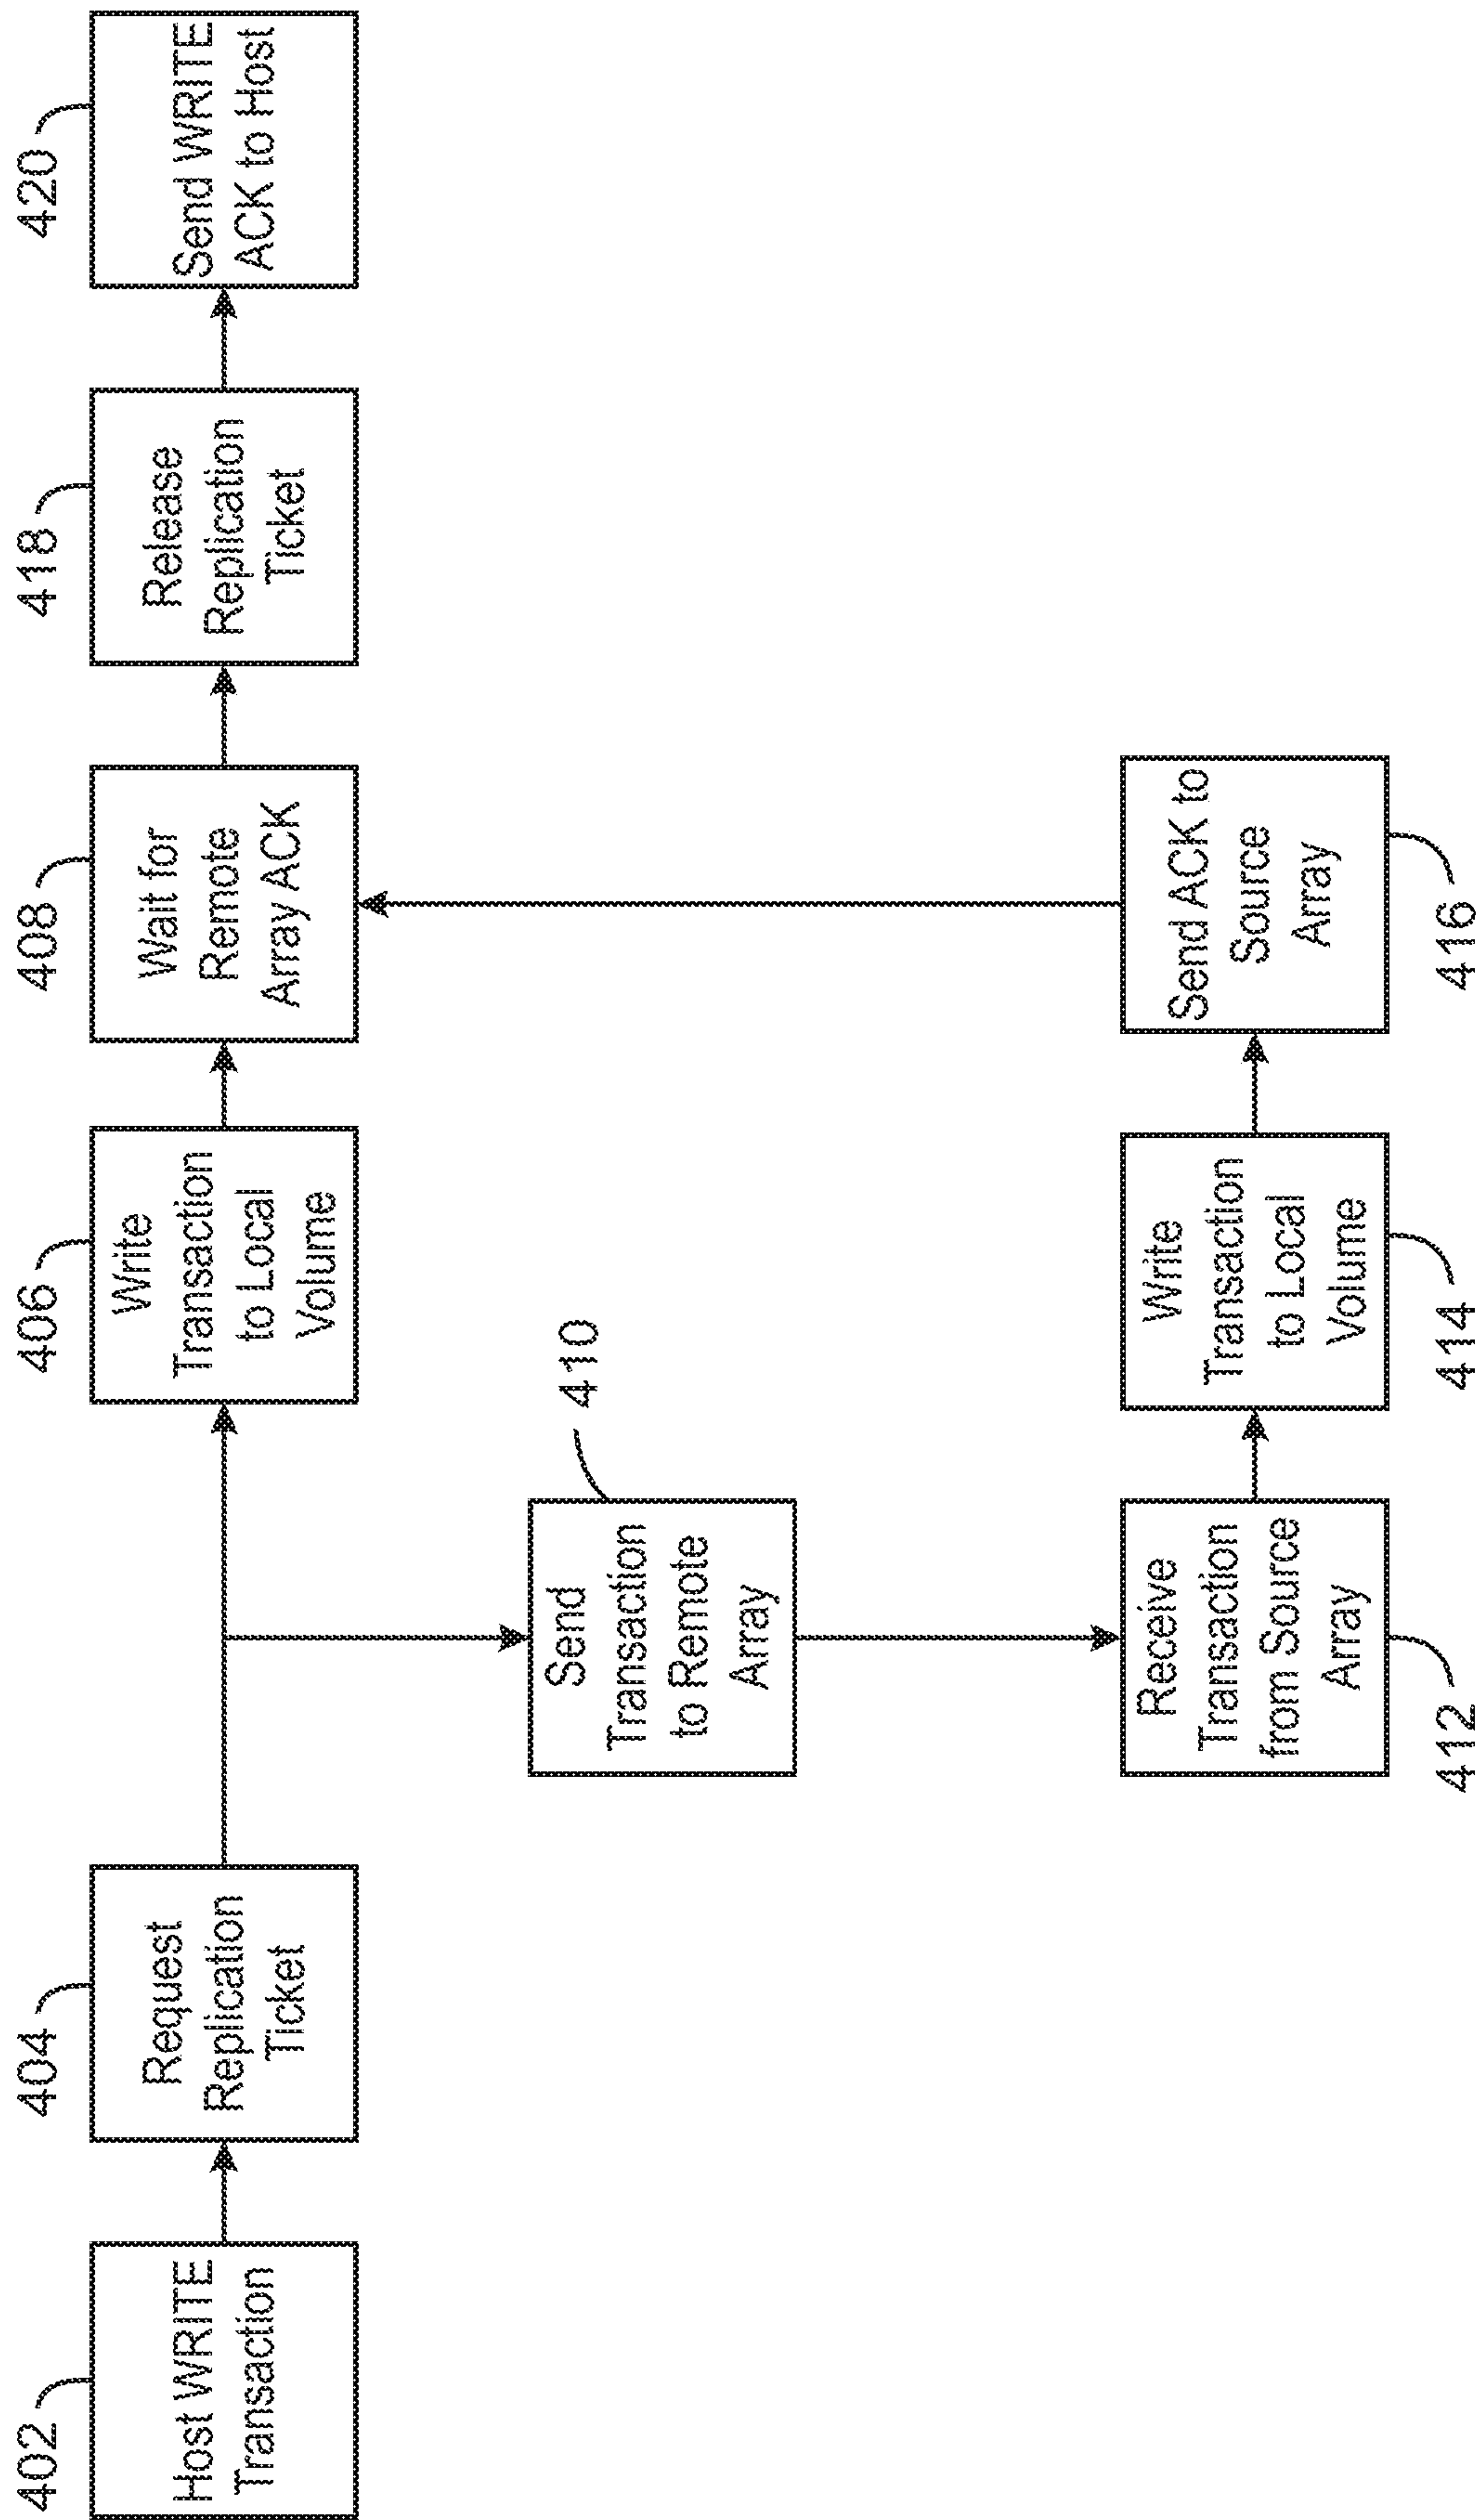 402
Host WRITE
Transaction
404
Request
Replication
Ticket
406
Write
Transaction
to Local
Volume
408
Wait for
Remote
Array ACK
418
Release
Replication
Ticket
420
Send WRITE
ACK to Host
410
Send
Transaction
to Remote
Array
Receive
Transaction
from Source
Array
412
Write
Transaction
to Local
Volume
414
Send ACK to
Source
Array
416